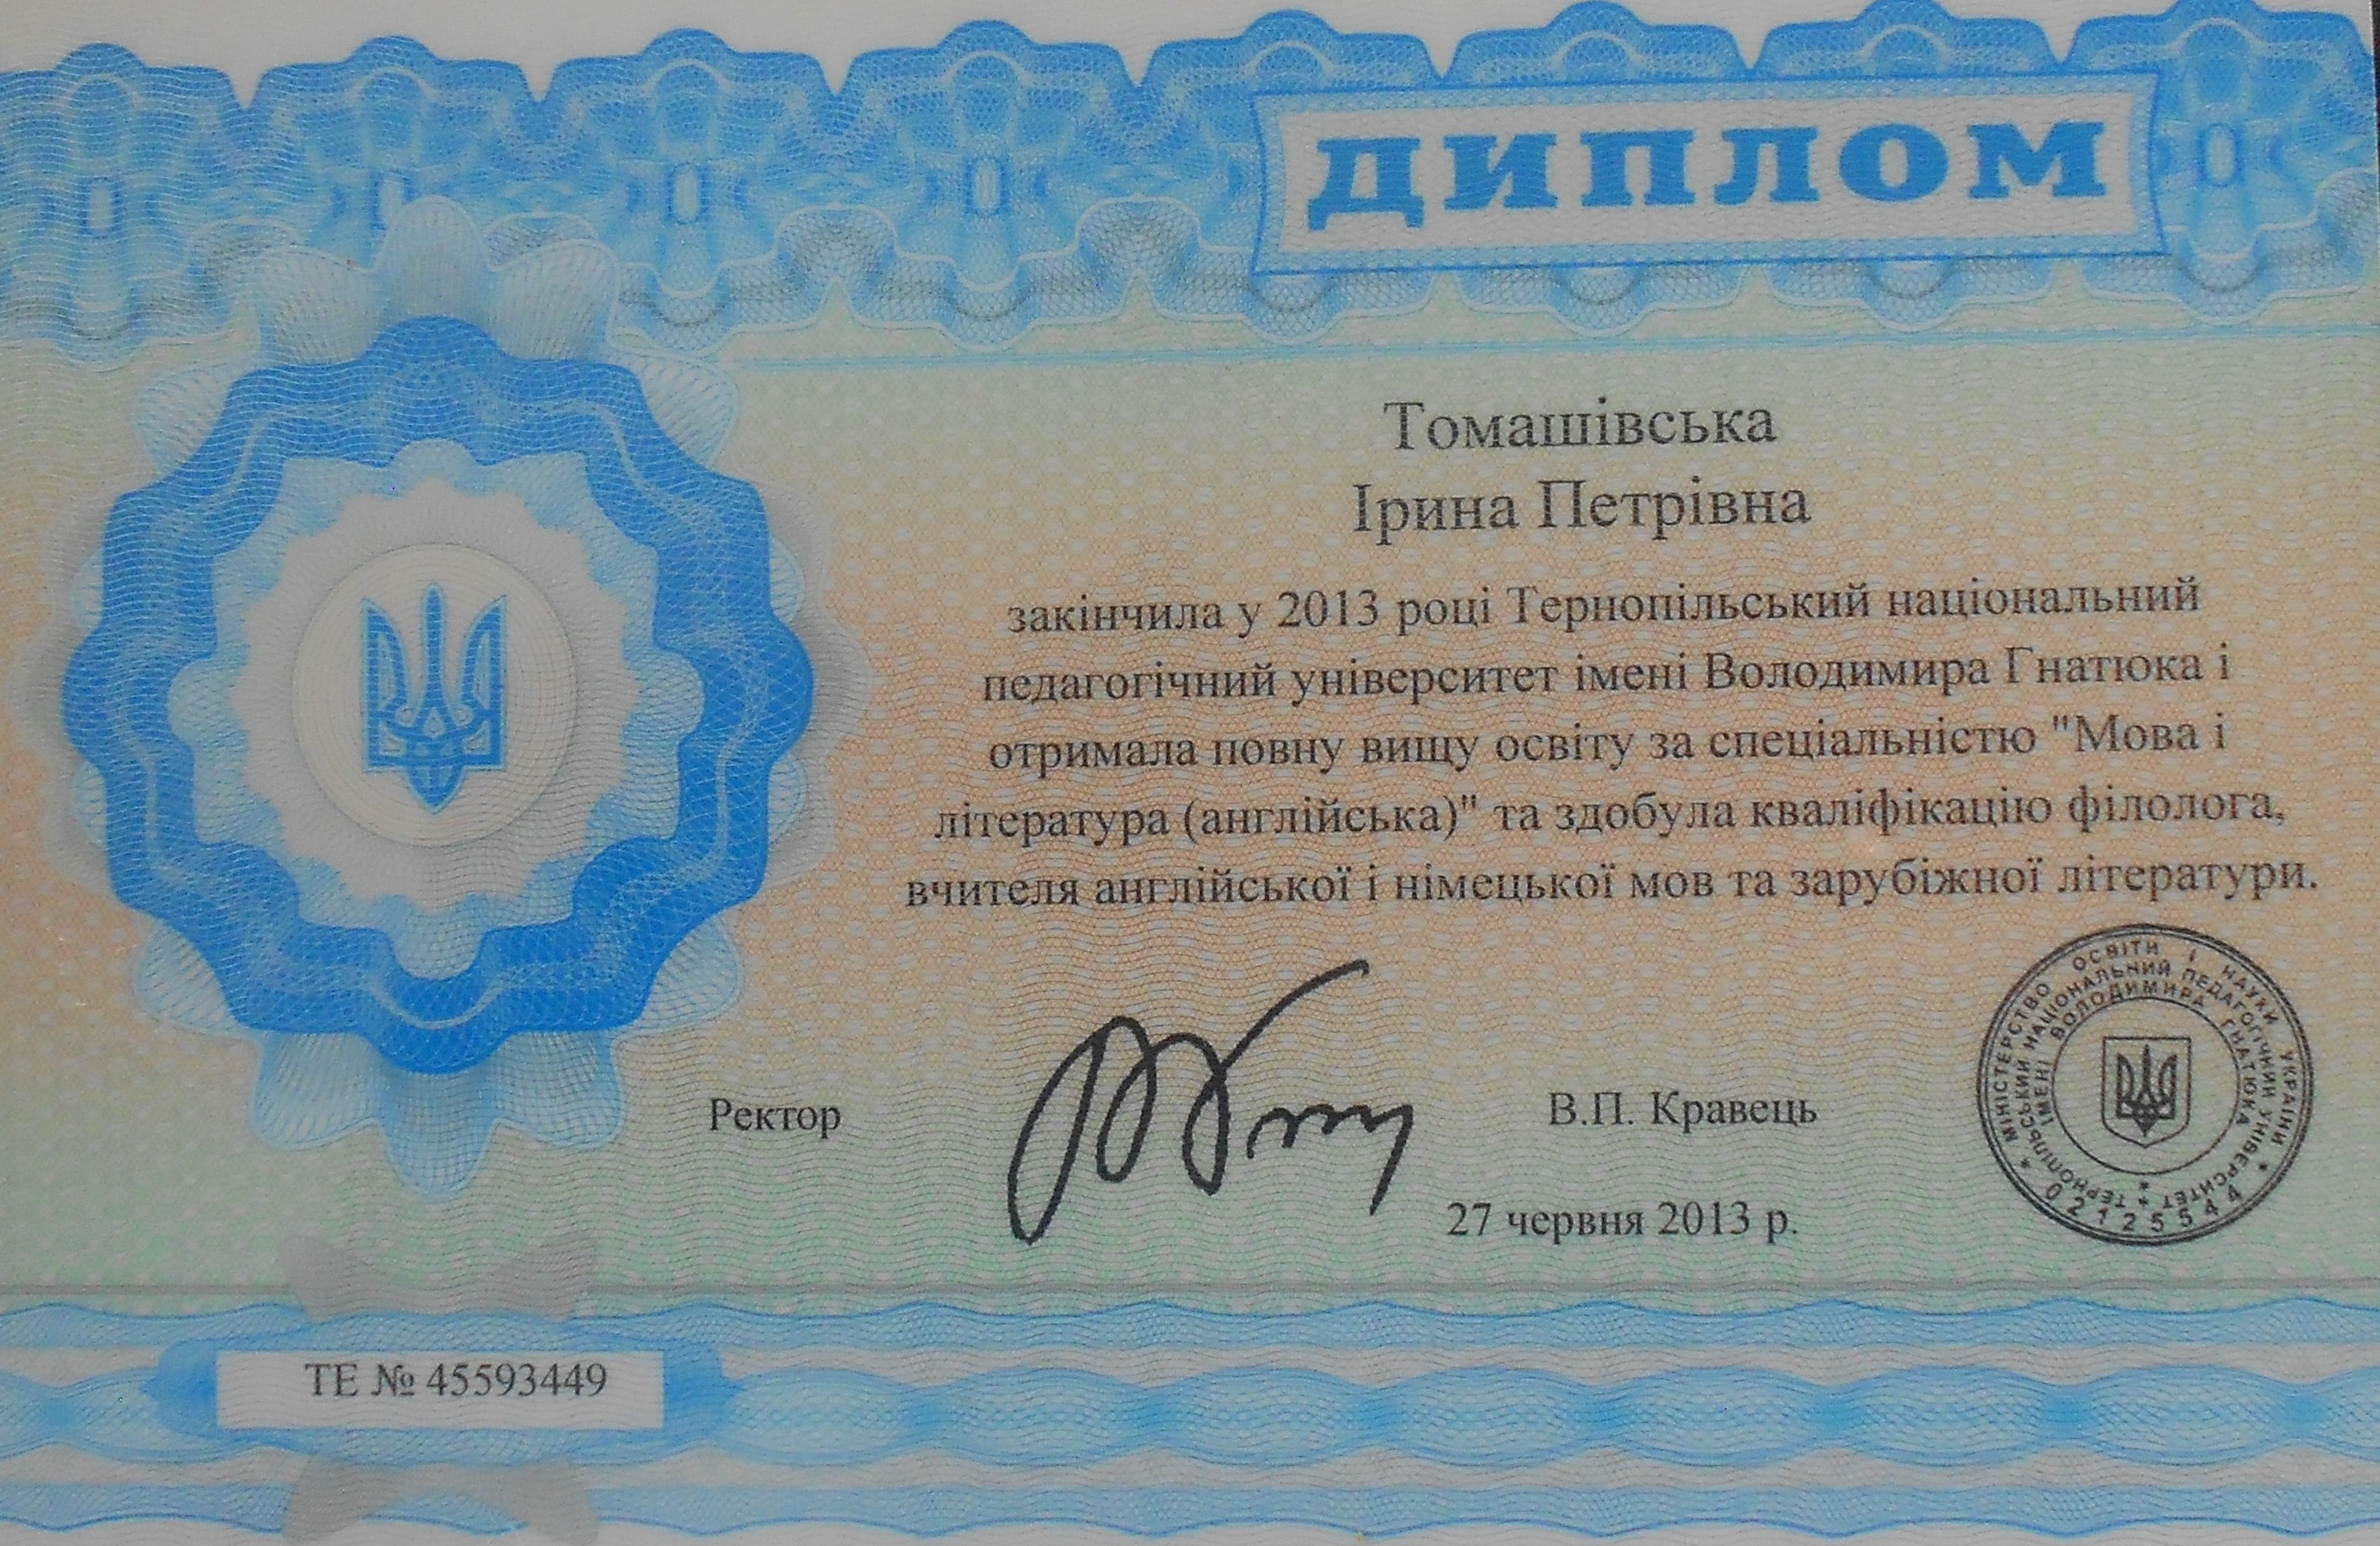 ДИПЛОМ
Томашівська
Ірина Петрівна
закінчила у 2013 році Тернопільський національний
педагогічний університет імені Володимира Гнатюка і
отримала повну вищу освіту за спеціальністю "Мова і
література (англійська)" та здобула кваліфікацію філолога,
вчителя англійської і німецької мов та зарубіжної літератури.
Ректор
В.П. Кравець
27 червня 2013 р.
* МІНІСТЕРСТВО ОСВІТИ І НАУКИ УКРАЇНИ *
02125544
ТЕРНОПІЛЬСЬКИЙ НАЦІОНАЛЬНИЙ ПЕДАГОГІЧНИЙ УНІВЕРСИТЕТ *
ІМЕНІ ВОЛОДИМИРА ГНАТЮКА *
ТЕ № 45593449